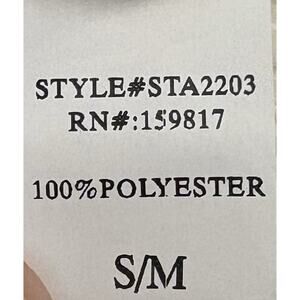 STYLE#STA2203
RN#:159817
100%POLYESTER
S/M